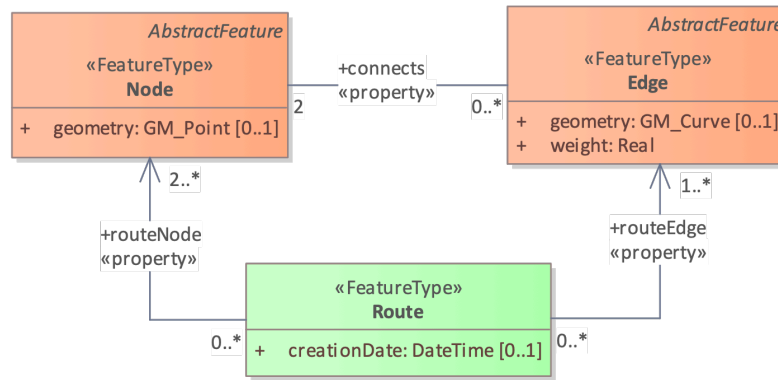 AbstractFeature
«FeatureType»
Node
+ geometry: GM_Point [0..1]
+connects
«property»
2
0..*
AbstractFeature
«FeatureType»
Edge
+ geometry: GM_Curve [0..1]
+ weight: Real
2..*
+routeNode
«property»
0..*
1..*
+routeEdge
«property»
0..*
«FeatureType»
Route
+ creationDate: DateTime [0..1]